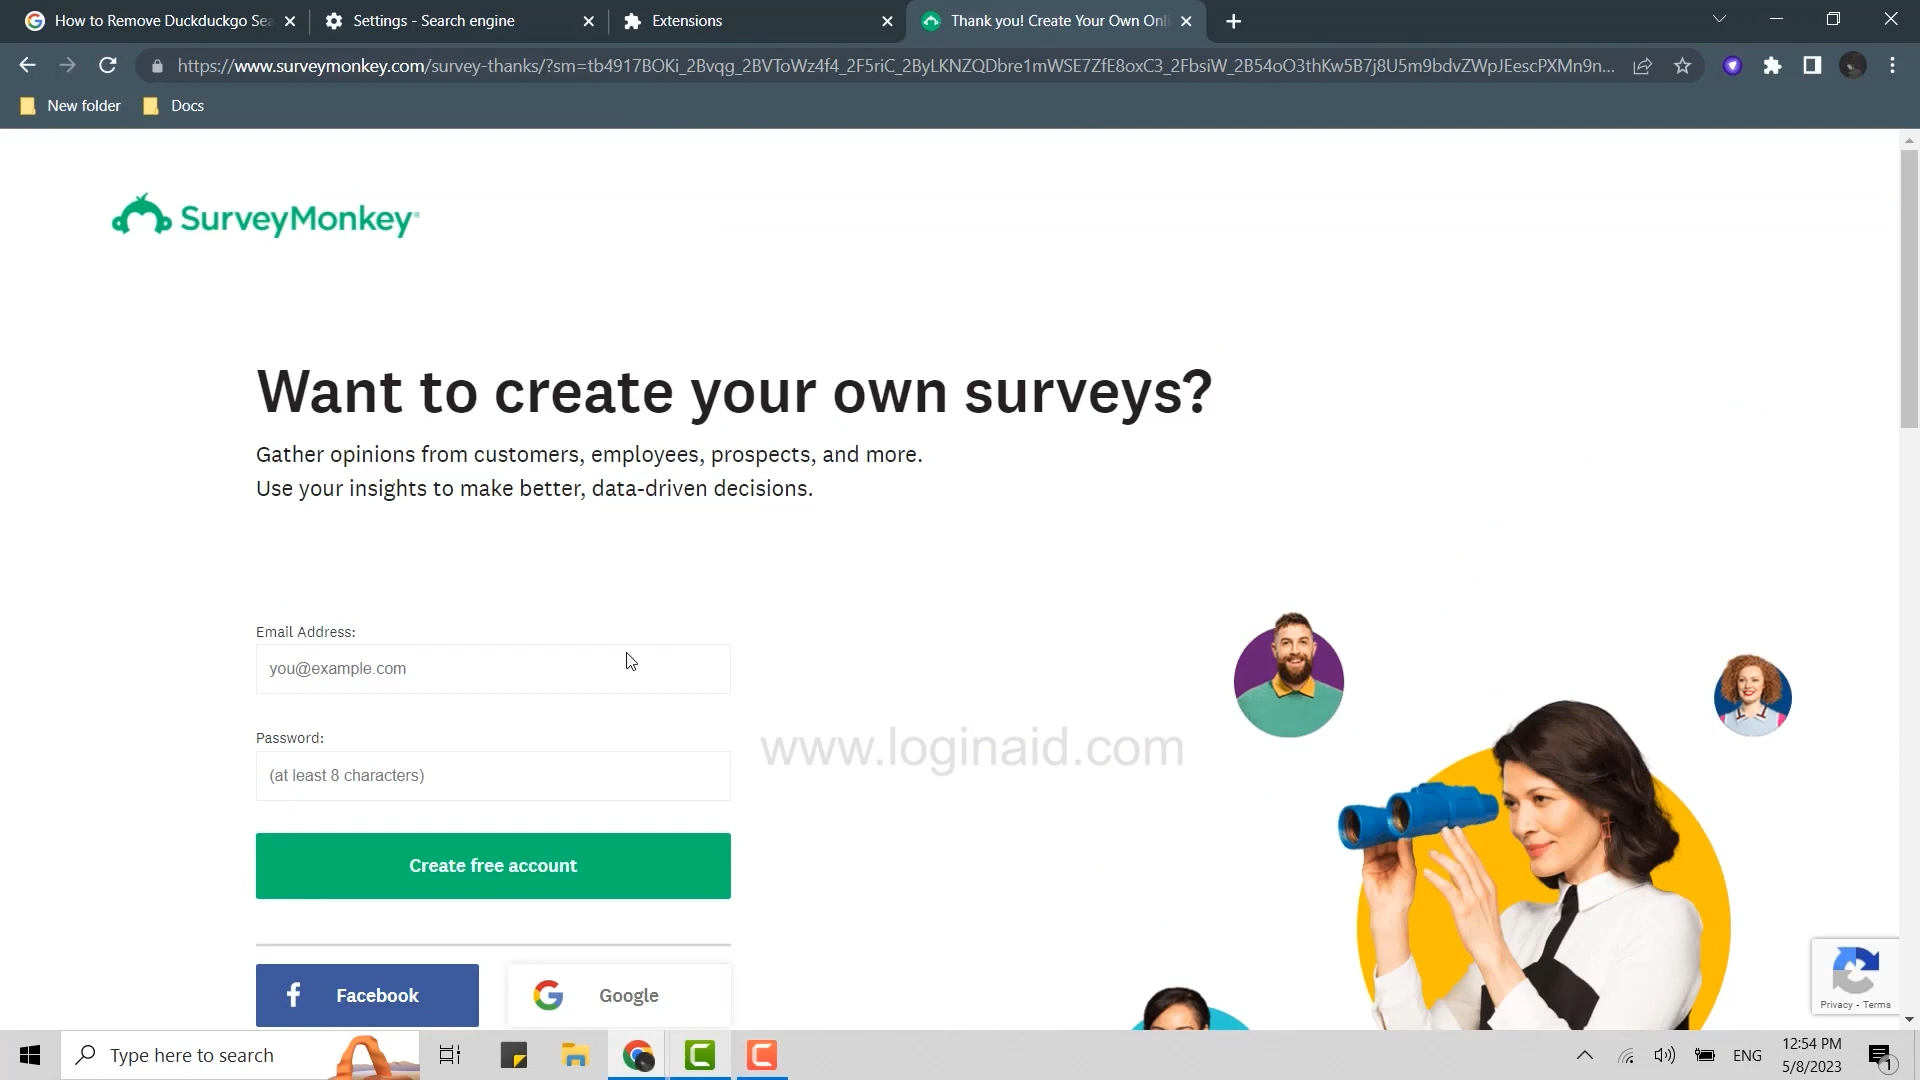 How to Remove Duckduckgo Sea
Settings - Search engine
Extensions
Thank you! Create Your Own Onl
https://www.surveymonkey.com/survey-thanks/?sm=tb4917BOKi_2Bvqg_2BVToWz4f4_2F5riC_2ByLKNZQDbre1mWSE7ZfE8oxC3_2FbsiW_2B54oO3thKw5B7j8U5m9bdvZWpJEescPXMn9n...
New folder
Docs
SurveyMonkey®
Want to create your own surveys?
Gather opinions from customers, employees, prospects, and more.
Use your insights to make better, data-driven decisions.
Email Address:
you@example.com
Password:
(at least 8 characters)
www.loginaid.com
Create free account
Facebook
Google
Privacy - Terms
Type here to search
ENG
12:54 PM
5/8/2023
1